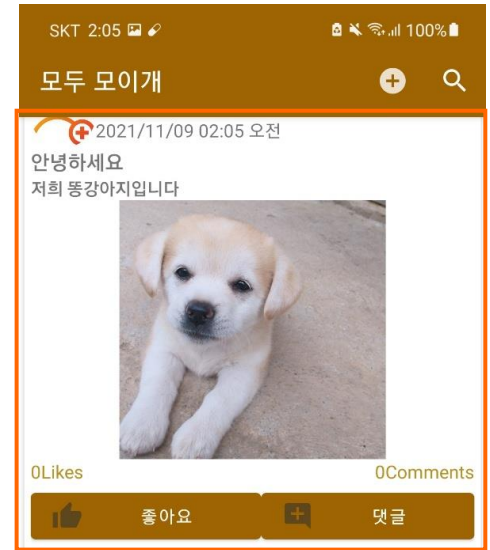 SKT 2:05 100%
모두 모이개
2021/11/09 02:05 오전
안녕하세요
저희 똥강아지입니다
0Likes 0Comments
좋아요 댓글